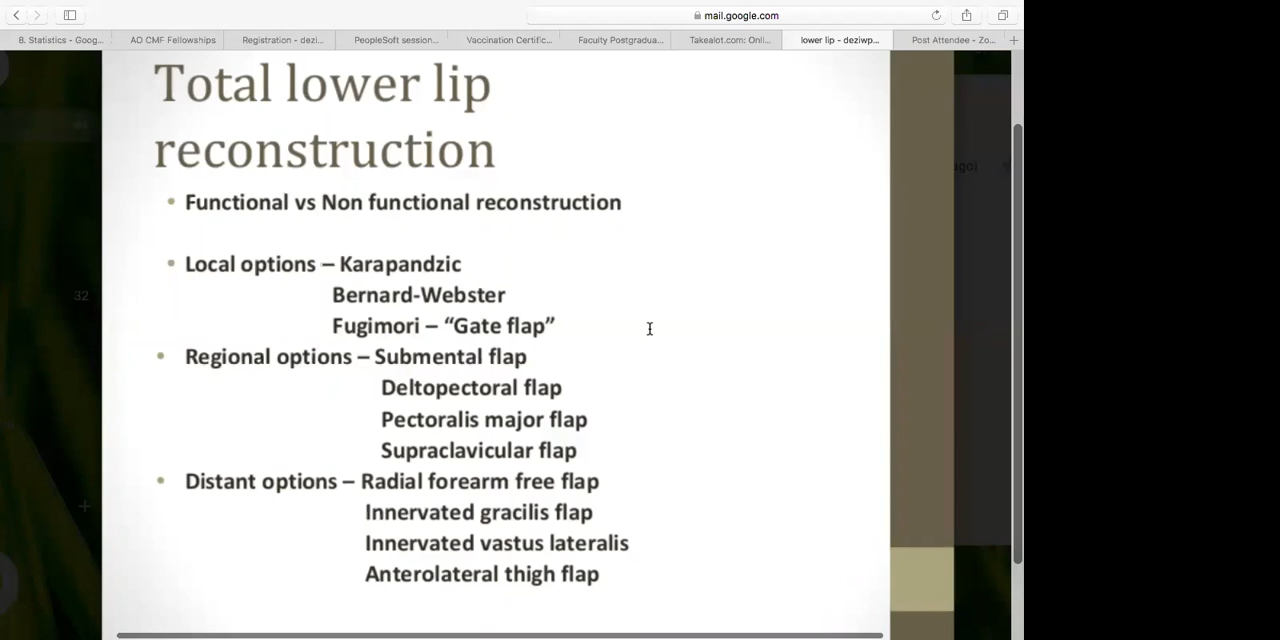 mail.google.com
8. Statistics - Goog...
AO CMF Fellowships
Registration - dezi...
PeopleSoft session...
Vaccination Certific...
Faculty Postgradua...
Takealot.com: Onli...
lower lip - deziwp...
Post Attendee - Zo...
Total lower lip
reconstruction
• Functional vs Non functional reconstruction
• Local options – Karapandzic
Bernard-Webster
Fugimori – “Gate flap”
32
• Regional options – Submental flap
Deltopectoral flap
Pectoralis major flap
Supraclavicular flap
• Distant options – Radial forearm free flap
Innervated gracilis flap
Innervated vastus lateralis
Anterolateral thigh flap